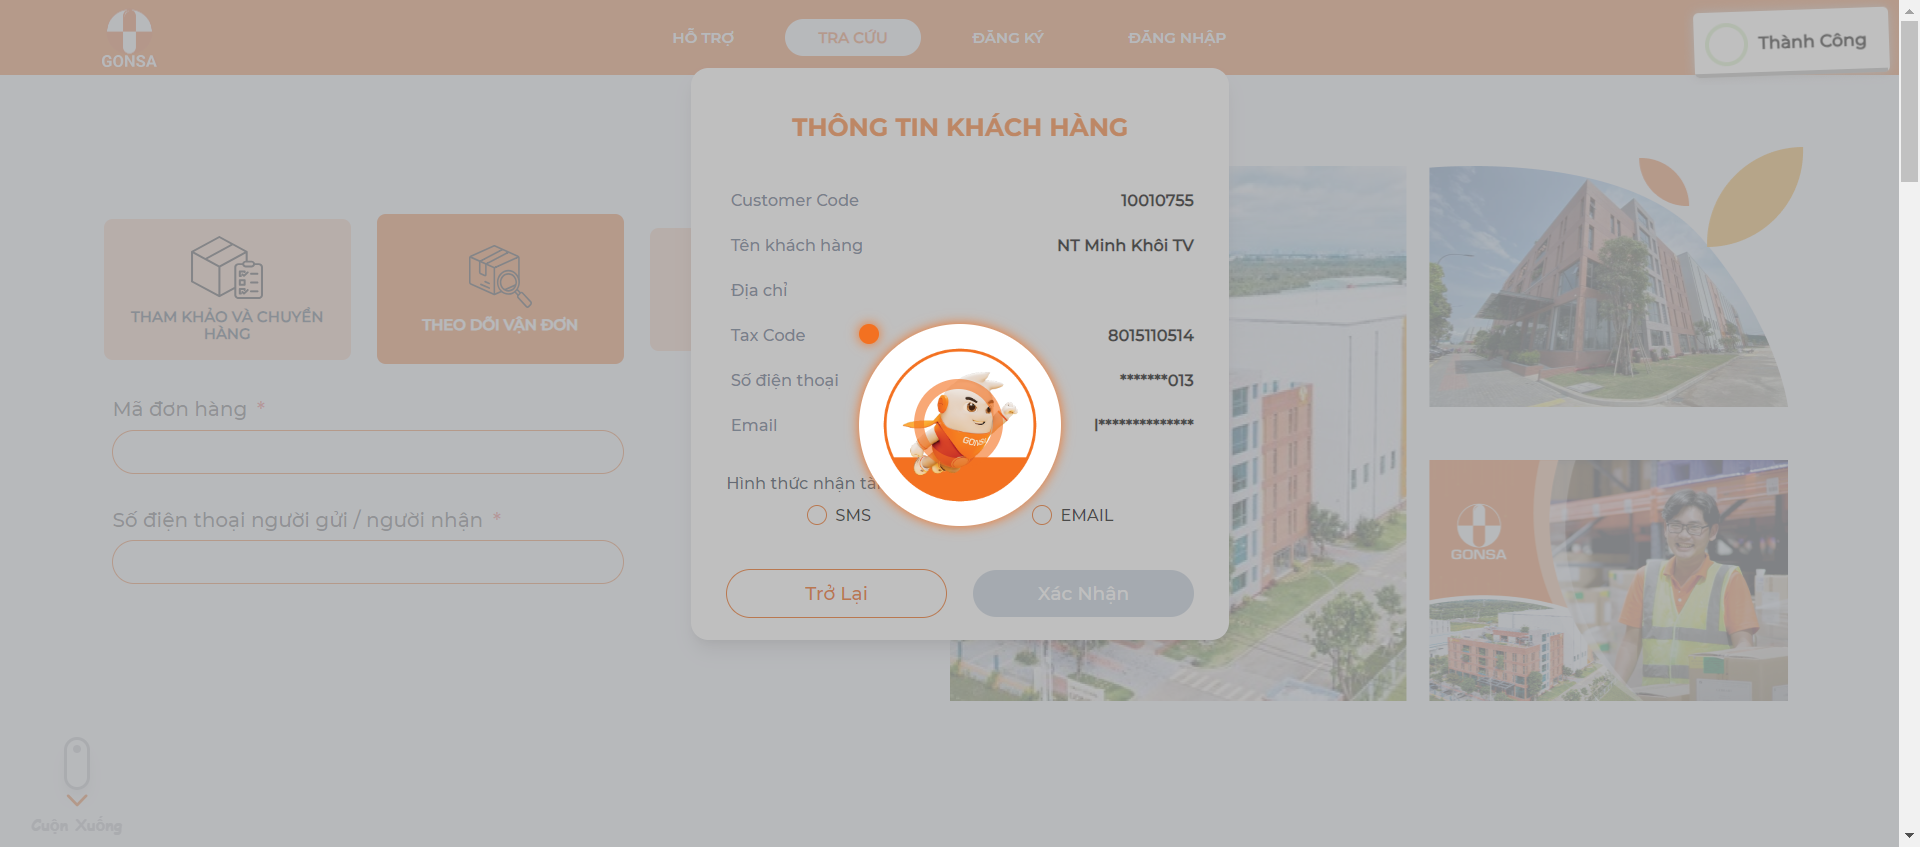 GONSA
HỖ TRỢ
TRA CỨU
ĐĂNG KÝ
ĐĂNG NHẬP
Thành Công
THÔNG TIN KHÁCH HÀNG
Customer Code
10010755
Tên khách hàng
NT Minh Khôi TV
Địa chỉ
Tax Code
8015110514
Số điện thoại
*******013
Email
l**************
Hình thức nhận
SMS
EMAIL
Trở Lại
Xác Nhận
THAM KHẢO VÀ CHUYỂN
HÀNG
THEO DÕI VẬN ĐƠN
Mã đơn hàng *
Số điện thoại người gửi / người nhận *
GONSA
GONSA
Cuộn Xuống